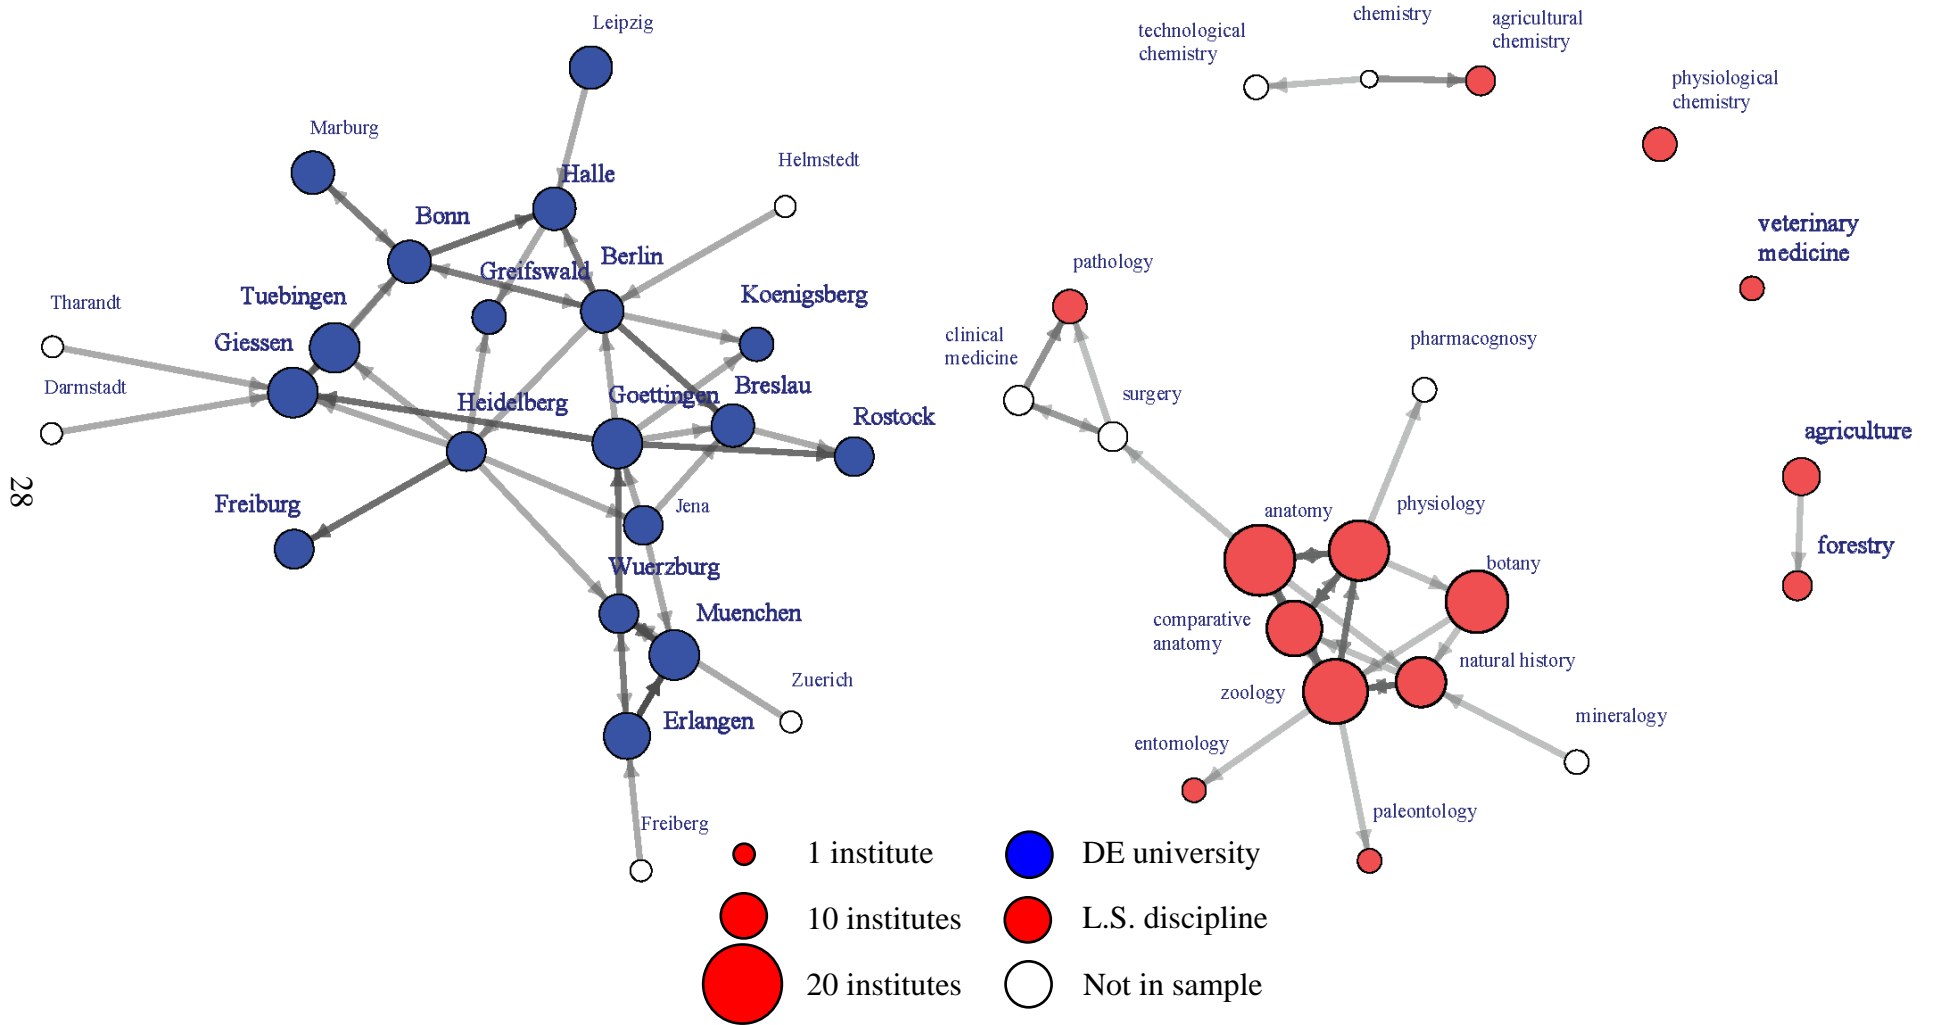 Leipzig
Marburg
Helmstedt
Halle
Bonn
Berlin
Greifswald
Tuebingen
Koenigsberg
Tharandt
Giessen
Darmstadt
Heidelberg
Goettingen
Breslau
Rostock
28
Freiburg
Jena
Wuerzburg
Muenchen
Zuerich
Erlangen
Freiberg
technological
chemistry
chemistry
agricultural
chemistry
physiological
chemistry
veterinary
medicine
pathology
clinical
medicine
surgery
pharmacognosy
agriculture
forestry
anatomy
physiology
botany
comparative
anatomy
natural history
zoology
mineralogy
entomology
paleontology
1 institute
10 institutes
20 institutes
DE university
L.S. discipline
Not in sample